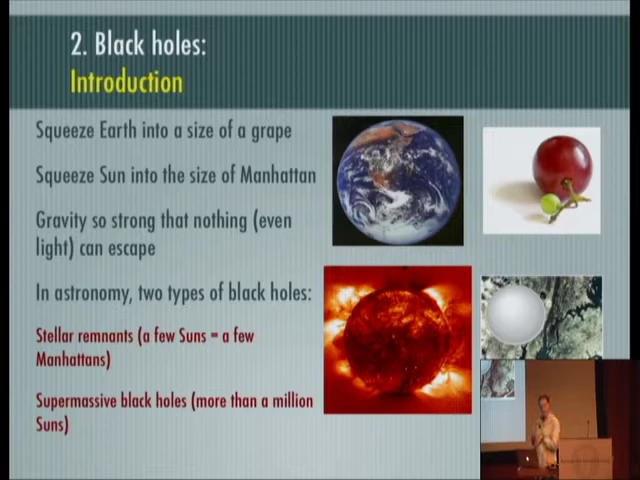 2. Black holes:
Introduction
Squeeze Earth into a size of a grape
Squeeze Sun into the size of Manhattan
Gravity so strong that nothing (even
light) can escape
In astronomy, two types of black holes:
Stellar remnants (a few Suns = a few
Manhattans)
Supermassive black holes (more than a million
Suns)